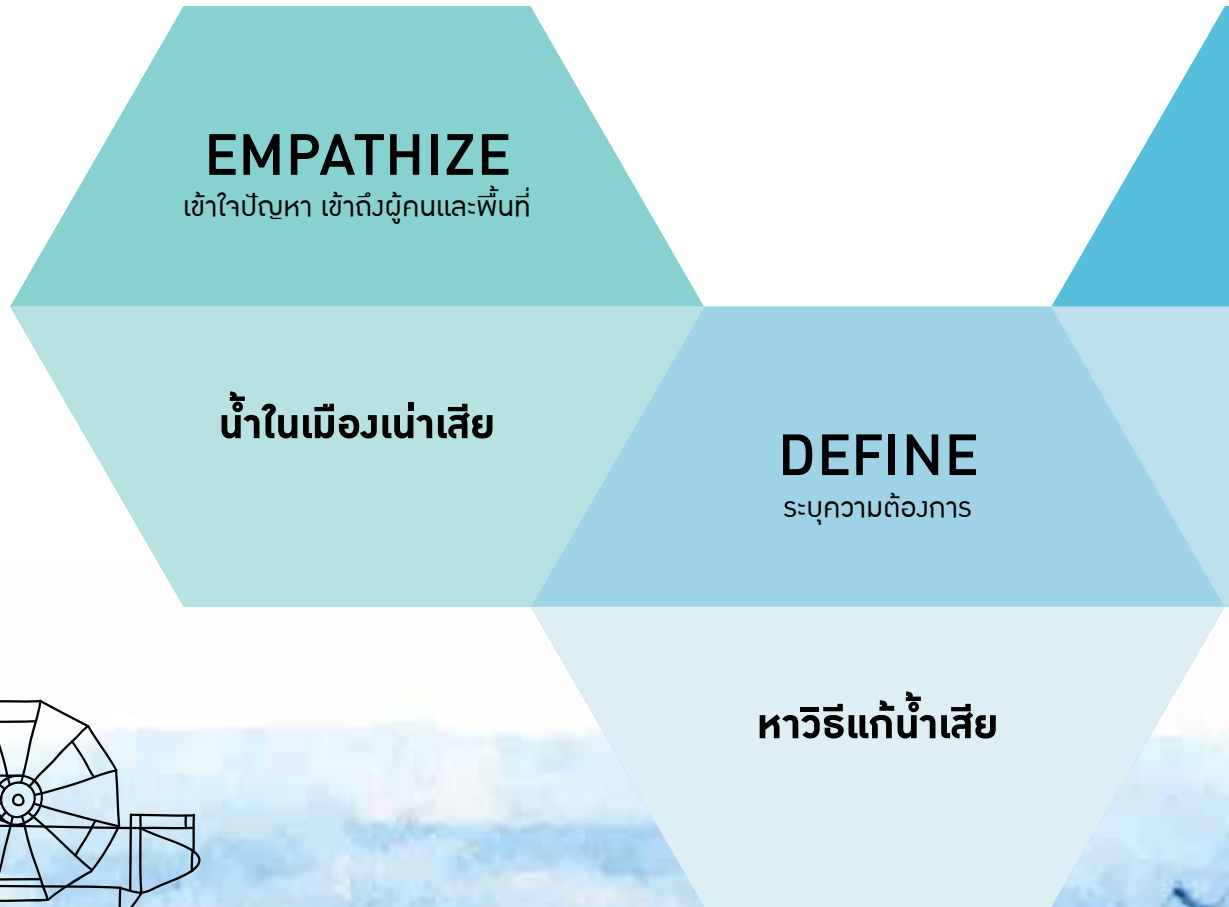 EMPATHIZE
เข้าใจปัญหา เข้าถึงผู้คนและพื้นที่
น้ำในเมืองเน่าเสีย
DEFINE
ระบุความต้องการ
หาวิธีแก้น้ำเสีย